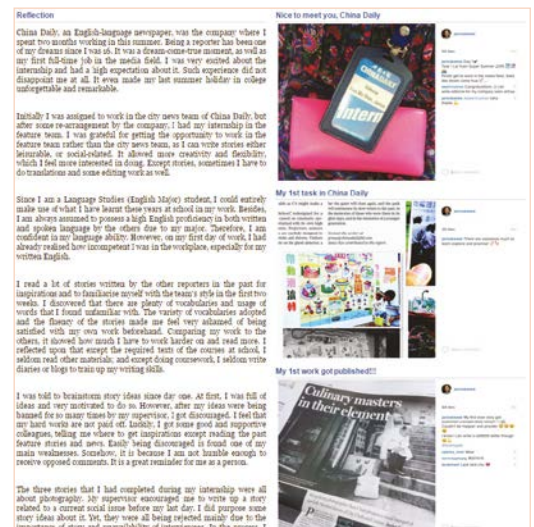 Reflection
China Daily, an English-language newspaper, was the company where I
spent two months working in this summer. Being a reporter has been one
of my dreams since I was 16. It was a dream-come-true moment, as well as
my first full-time job in the media field. I was very excited about the
internship and had a high expectation about it. Such experience did not
disappoint me at all. It even made my last summer holiday in college
unforgettable and remarkable.
Initially I was assigned to work in the city news team of China Daily, but
after some re-arrangement by the company, I had my internship in the
feature team. I was grateful for getting the opportunity to work in the
feature team rather than the city news team, as I can write stories either
leisurable, or social-related. It allowed more creativity and flexibility,
which I feel more interested in doing. Except stories, sometimes I have to
do translations and some editing work as well.
Since I am a Language Studies (English Major) student, I could entirely
make use of what I have learnt these years at school in my work. Besides,
I am always assumed to possess a high English proficiency in both written
and spoken language by the others due to my major. Therefore, I am
confident in my language ability. However, on my first day of work, I had
already realised how incompetent I was in the workplace, especially for my
written English.
I read a lot of stories written by the other reporters in the past for
inspirations and to familiarise myself with the team's style in the first two
weeks. I discovered that there are plenty of vocabularies and usage of
words that I found unfamiliar with. The variety of vocabularies adopted
and the fluency of the stories made me feel very ashamed of being
satisfied with my own work beforehand. Comparing my work to the
others, it showed how much I have to work harder on and read more. I
reflected upon that except the required texts of the courses at school, I
seldom read other materials; and except doing coursework, I seldom write
diaries or blogs to train up my writing skills.
I was told to brainstorm story ideas since day one. At first, I was full of
ideas and very motivated to do so. However, after my ideas were being
banned for so many times by my supervisor, I got discouraged. I feel that
my hard works are not paid off. Luckily, I got some good and supportive
colleagues, telling me where to get inspirations except reading the past
feature stories and news. Easily being discouraged is found one of my
main weaknesses. Somehow, it is because I am not humble enough to
receive opposed comments. It is a great reminder for me as a person.
The three stories that I had completed during my internship were all
about photography. My supervisor encouraged me to write up a story
related to a current social issue before my last day. I did purpose some
story ideas about it. Yet, they were all being rejected mainly due to the
Nice to meet you, China Daily
CHINADAILY
Intern
My 1st task in China Daily
My 1st work got published!!!
Culinary masters
in their element